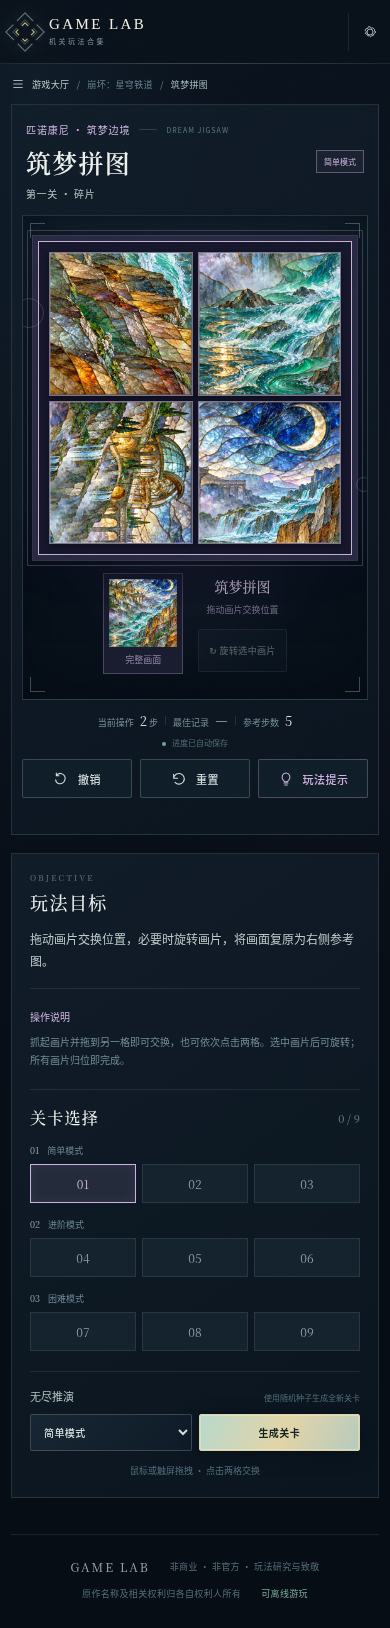 GAME LAB
机关玩法合集
游戏大厅 / 崩坏：星穹铁道 / 筑梦拼图
匹诺康尼 · 筑梦边境 DREAM JIGSAW
筑梦拼图
简单模式
第一关 · 碎片
筑梦拼图
拖动画片交换位置
↻ 旋转选中画片
完整画面
当前操作 2 步 最佳记录 — 参考步数 5
进度已自动保存
撤销 重置 玩法提示
OBJECTIVE
玩法目标
拖动画片交换位置，必要时旋转画片，将画面复原为右侧参考
图。
操作说明
抓起画片并拖到另一格即可交换，也可依次点击两格。选中画片后可旋转；
所有画片归位即完成。
关卡选择 0 / 9
01 简单模式
01 02 03
02 进阶模式
04 05 06
03 困难模式
07 08 09
无尽推演 使用随机种子生成全新关卡
简单模式 生成关卡
鼠标或触屏拖拽 · 点击两格交换
GAME LAB 非商业 · 非官方 · 玩法研究与致敬
原作名称及相关权利归各自权利人所有 可离线游玩